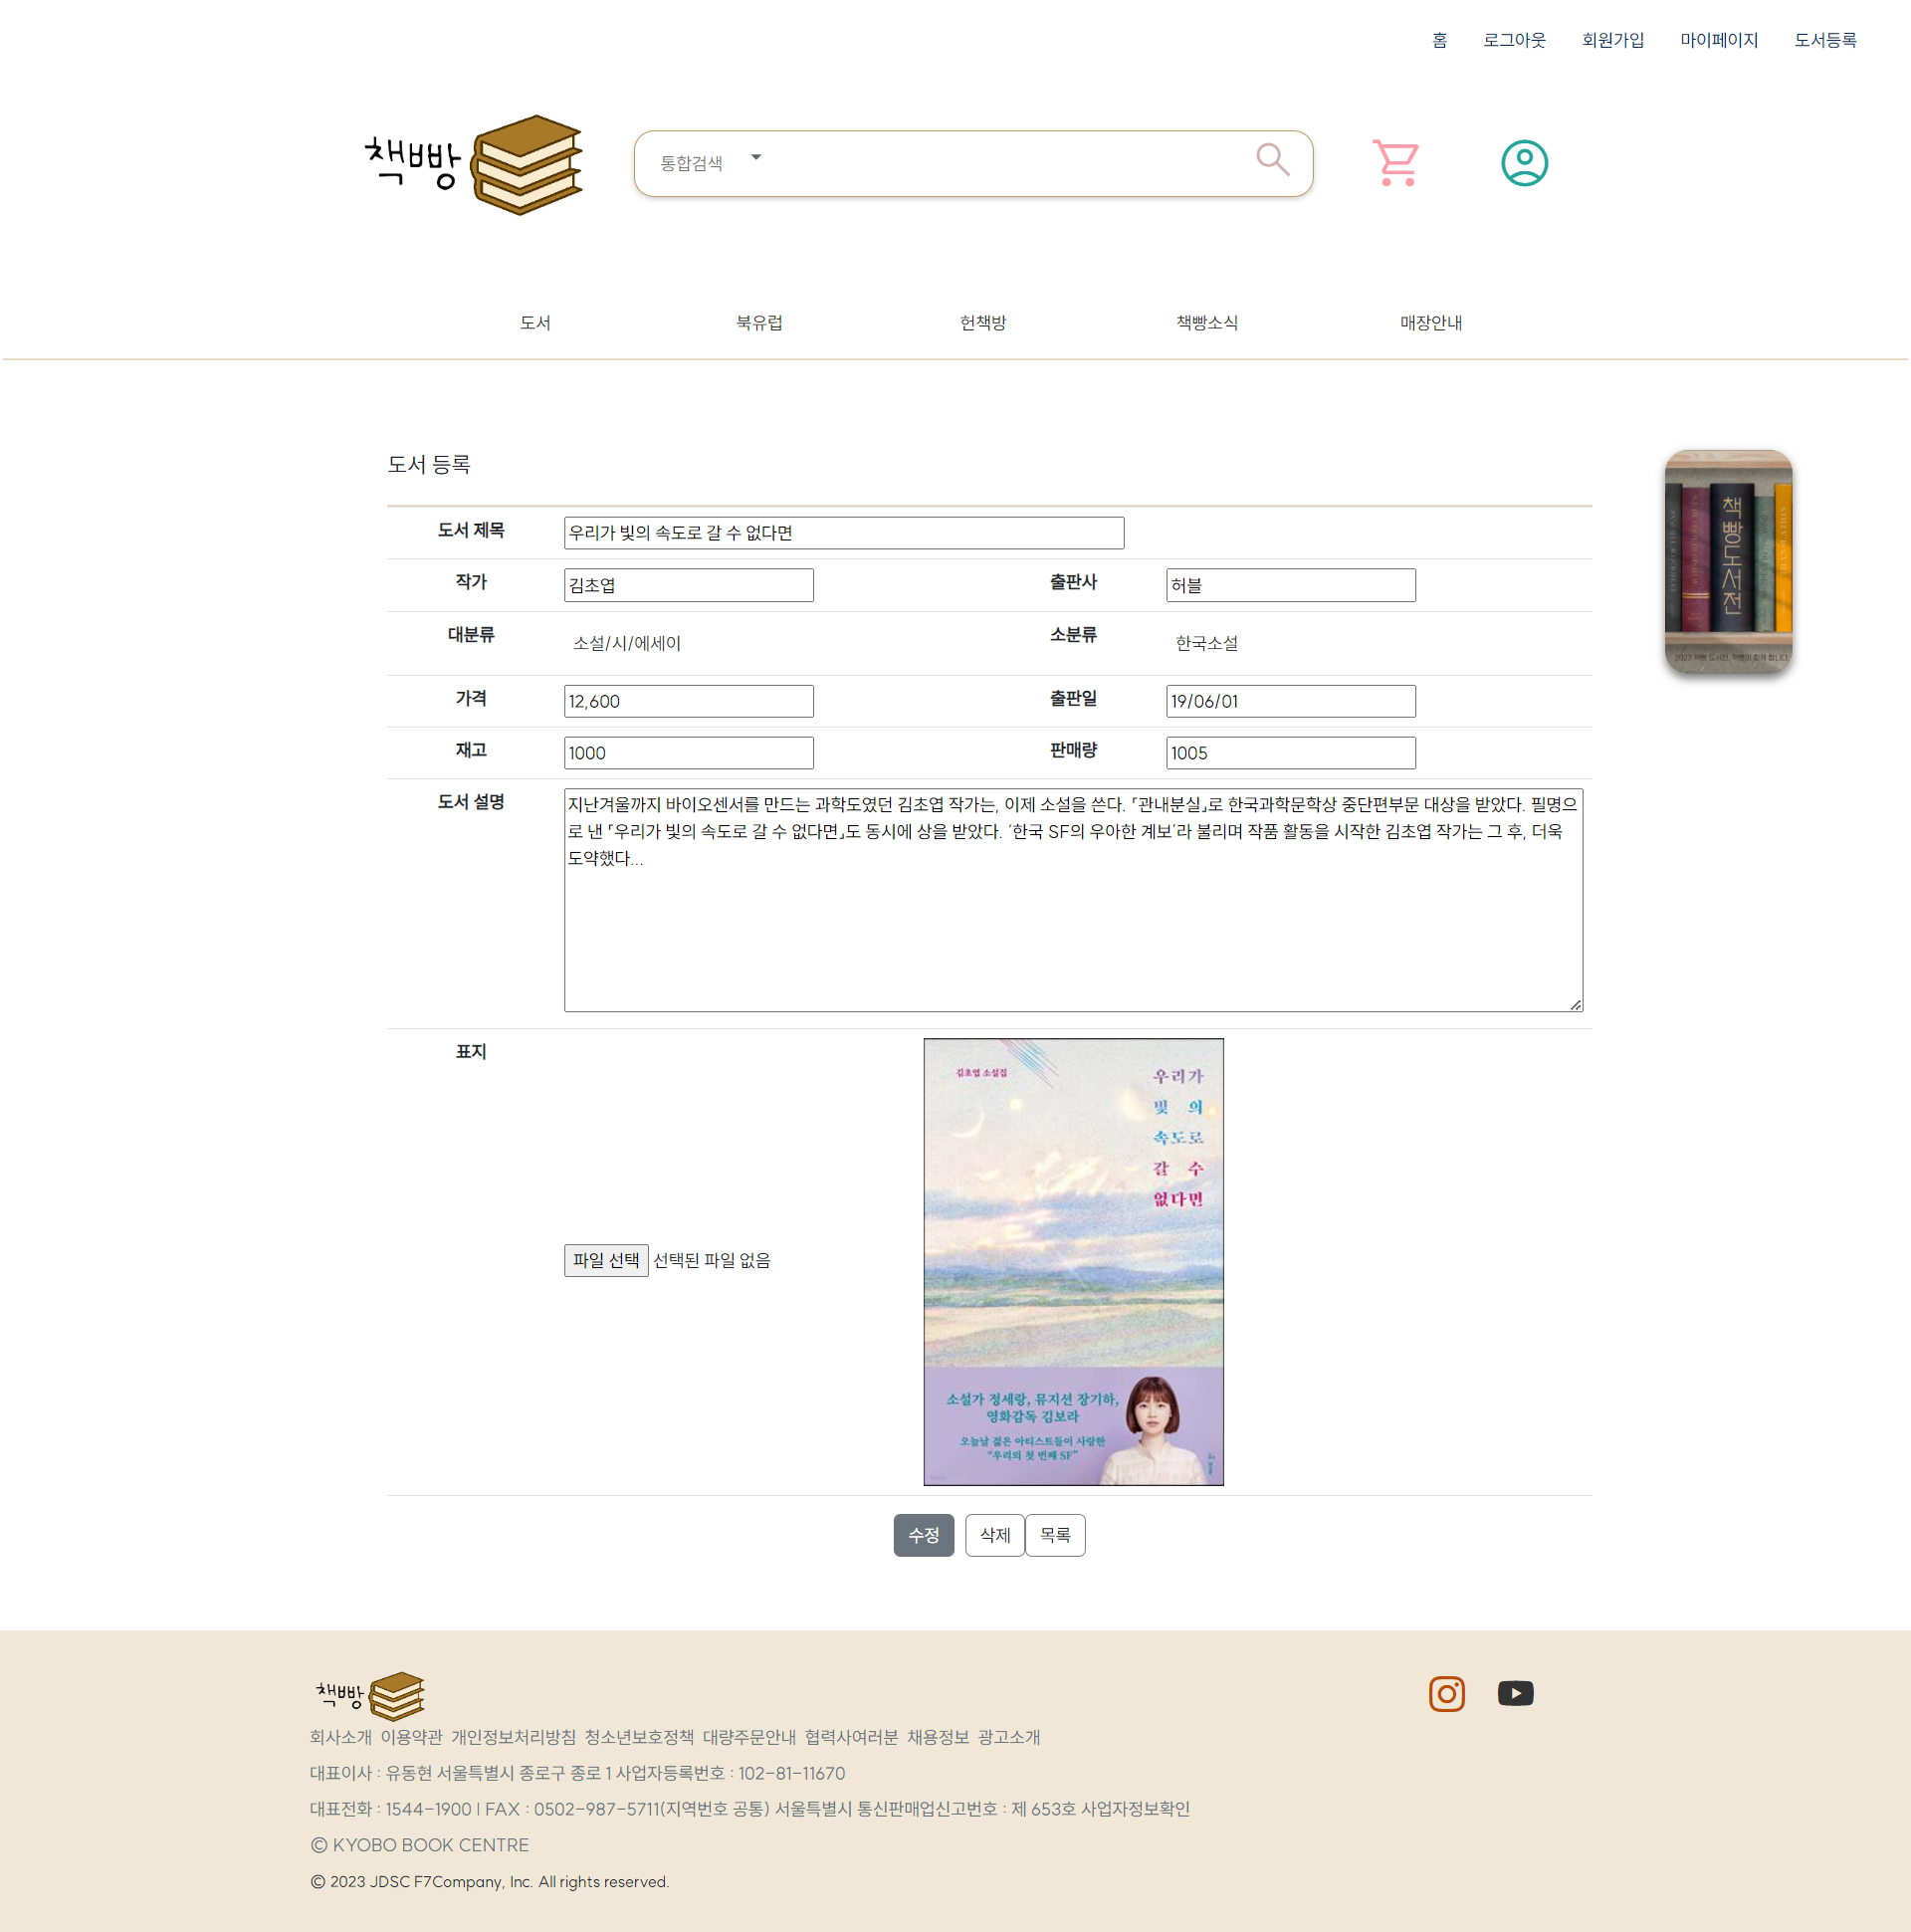 홈 로그아웃 회원가입 마이페이지 도서등록
책빵
통합검색
도서 북유럽 헌책방 책빵소식 매장안내
도서 등록
책빵도서전
도서 제목 우리가 빛의 속도로 갈 수 없다면
작가 김초엽 출판사 허블
대분류 소설/시/에세이 소분류 한국소설
가격 12,600 출판일 19/06/01
재고 1000 판매량 1005
도서 설명 지난겨울까지 바이오센서를 만드는 과학도였던 김초엽 작가는, 이제 소설을 쓴다. 「관내분실」로 한국과학문학상 중단편부문 대상을 받았다. 필명으
로 낸 「우리가 빛의 속도로 갈 수 없다면」도 동시에 상을 받았다. ‘한국 SF의 우아한 계보’라 불리며 작품 활동을 시작한 김초엽 작가는 그 후, 더욱
도약했다...
표지
김초엽 소설집
우리가
빛의
속도로
갈 수
없다면
파일 선택 선택된 파일 없음
소설가 정세랑, 뮤지션 장기하,
영화감독 김보라
오늘날 젊은 아티스트들이 사랑한
“우리의 첫 번째 SF”
허블
수정 삭제 목록
책빵
회사소개 이용약관 개인정보처리방침 청소년보호정책 대량주문안내 협력사여러분 채용정보 광고소개
대표이사 : 유동현 서울특별시 종로구 종로 1 사업자등록번호 : 102-81-11670
대표전화 : 1544-1900 | FAX : 0502-987-5711(지역번호 공통) 서울특별시 통신판매업신고번호 : 제 653호 사업자정보확인
© KYOBO BOOK CENTRE
© 2023 JDSC F7Company, Inc. All rights reserved.